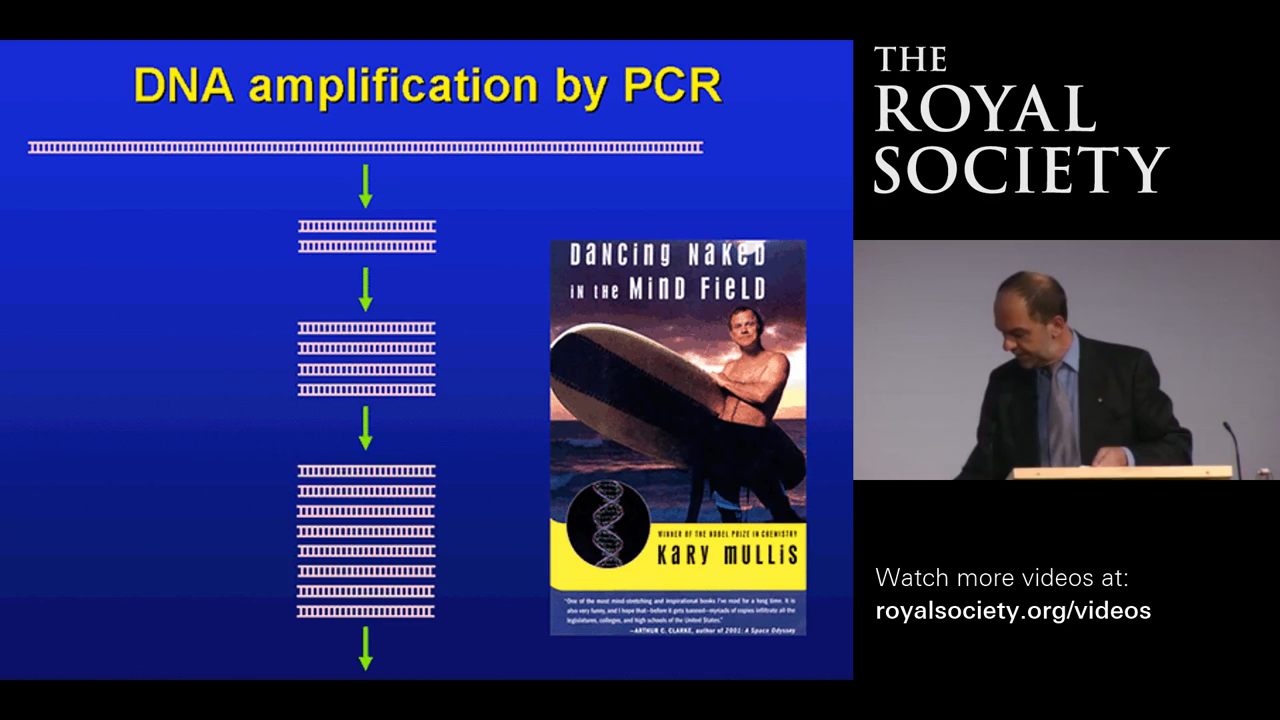 DNA amplification by PCR
DANCING NAKED
IN THE MIND FIELD
WINNER OF THE NOBEL PRIZE IN CHEMISTRY
KARY MULLIS
"One of the most mind-stretching and inspirational books I've read for a long time. It is
also very funny, and I hope that—before it gets banned—myriads of copies infiltrate all the
legislatures, colleges, and high schools of the United States."
—ARTHUR C. CLARKE, author of 2001: A Space Odyssey
THE
ROYAL
SOCIETY
Watch more videos at:
royalsociety.org/videos